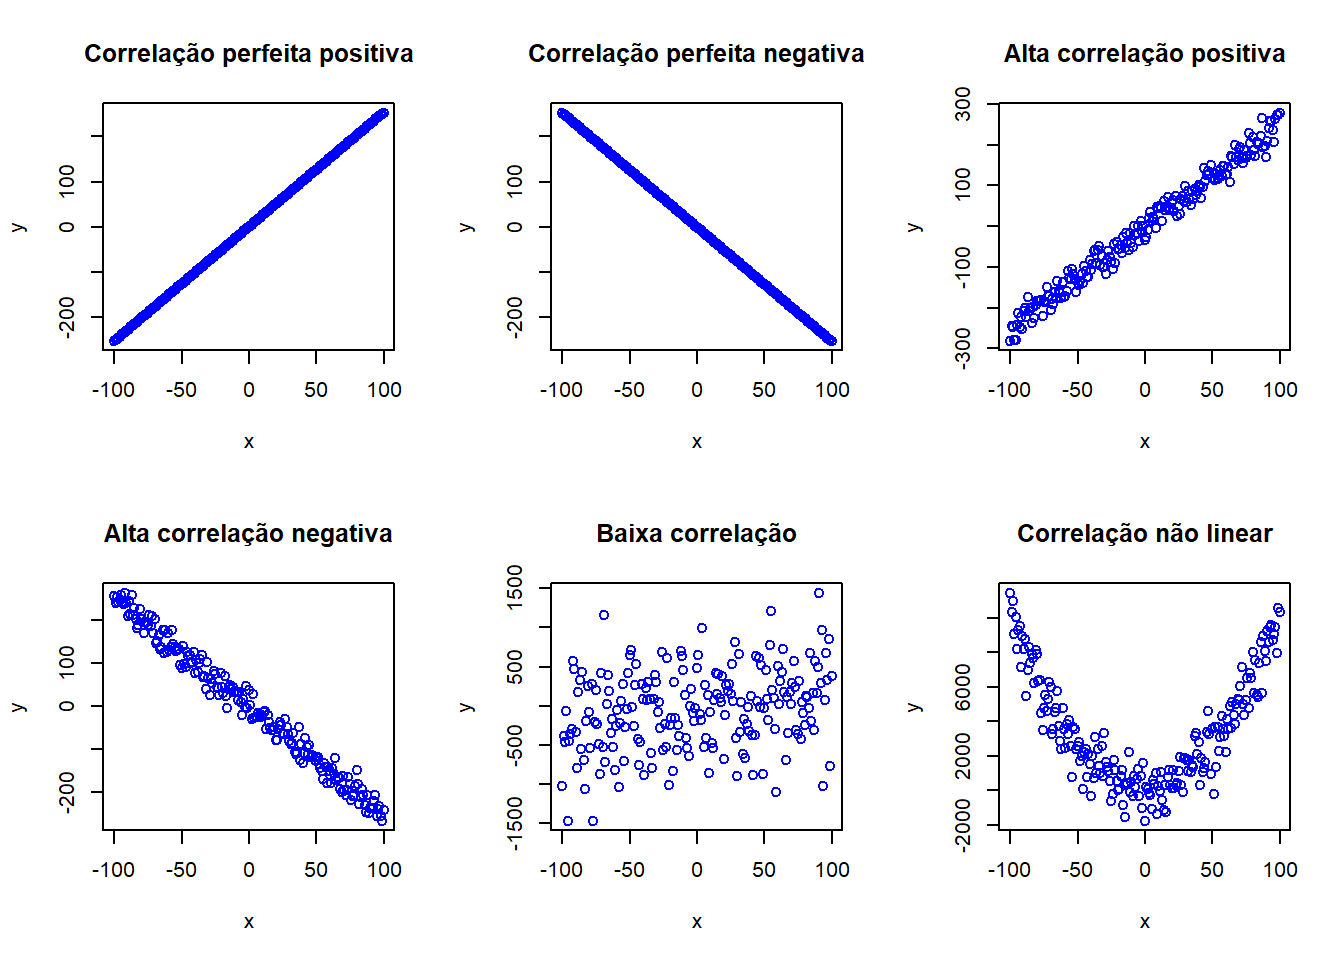 Correlação perfeita positiva
y
100
0
-200
-100 -50 0 50 100
x
Correlação perfeita negativa
y
100
0
-200
-100 -50 0 50 100
x
Alta correlação positiva
y
300
100
-100
-300
-100 -50 0 50 100
x
Alta correlação negativa
y
100
0
-200
-100 -50 0 50 100
x
Baixa correlação
y
1500
500
-500
-1500
-100 -50 0 50 100
x
Correlação não linear
y
6000
2000
-2000
-100 -50 0 50 100
x